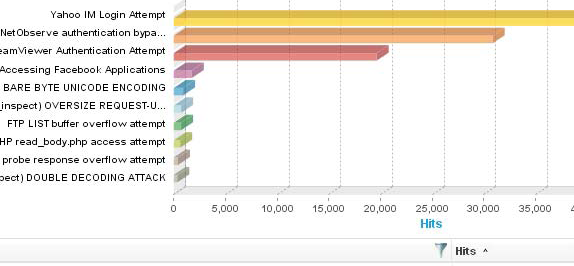 Yahoo IM Login Attempt
NetObserve authentication bypa...
eamViewer Authentication Attempt
Accessing Facebook Applications
BARE BYTE UNICODE ENCODING
_inspect) OVERSIZE REQUEST-U...
FTP LIST buffer overflow attempt
HP read_body.php access attempt
probe response overflow attempt
pect) DOUBLE DECODING ATTACK
0 5,000 10,000 15,000 20,000 25,000 30,000 35,000 4
Hits
Hits ^